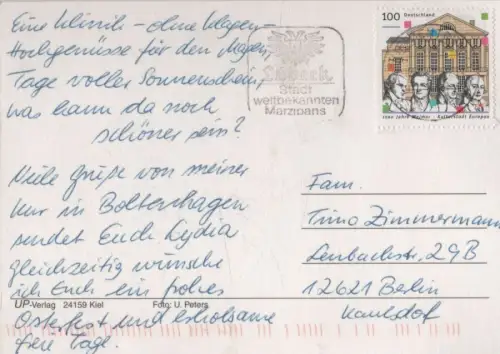 Eine Klinik – ohne Klagen –
Hochgenüsse für den Magen,
Tage voller Sonnenschein,
was kann da noch
schöner sein?
Viele Grüße von meiner
Kur in Boltenhagen
sendet Euch Lydia
gleichzeitig wünsche
ich Euch ein frohes
Osterfest und erholsame
freie Tage.
UP-Verlag 24159 Kiel Foto: U. Peters
Lübeck
Stadt
weltbekannten
Marzipans
100 Deutschland
1100 Jahre Weimar · Kulturstadt Europas
Fam.
Tino Zimmermann
Lenbachstr. 29B
12621 Berlin
Kaulsdorf